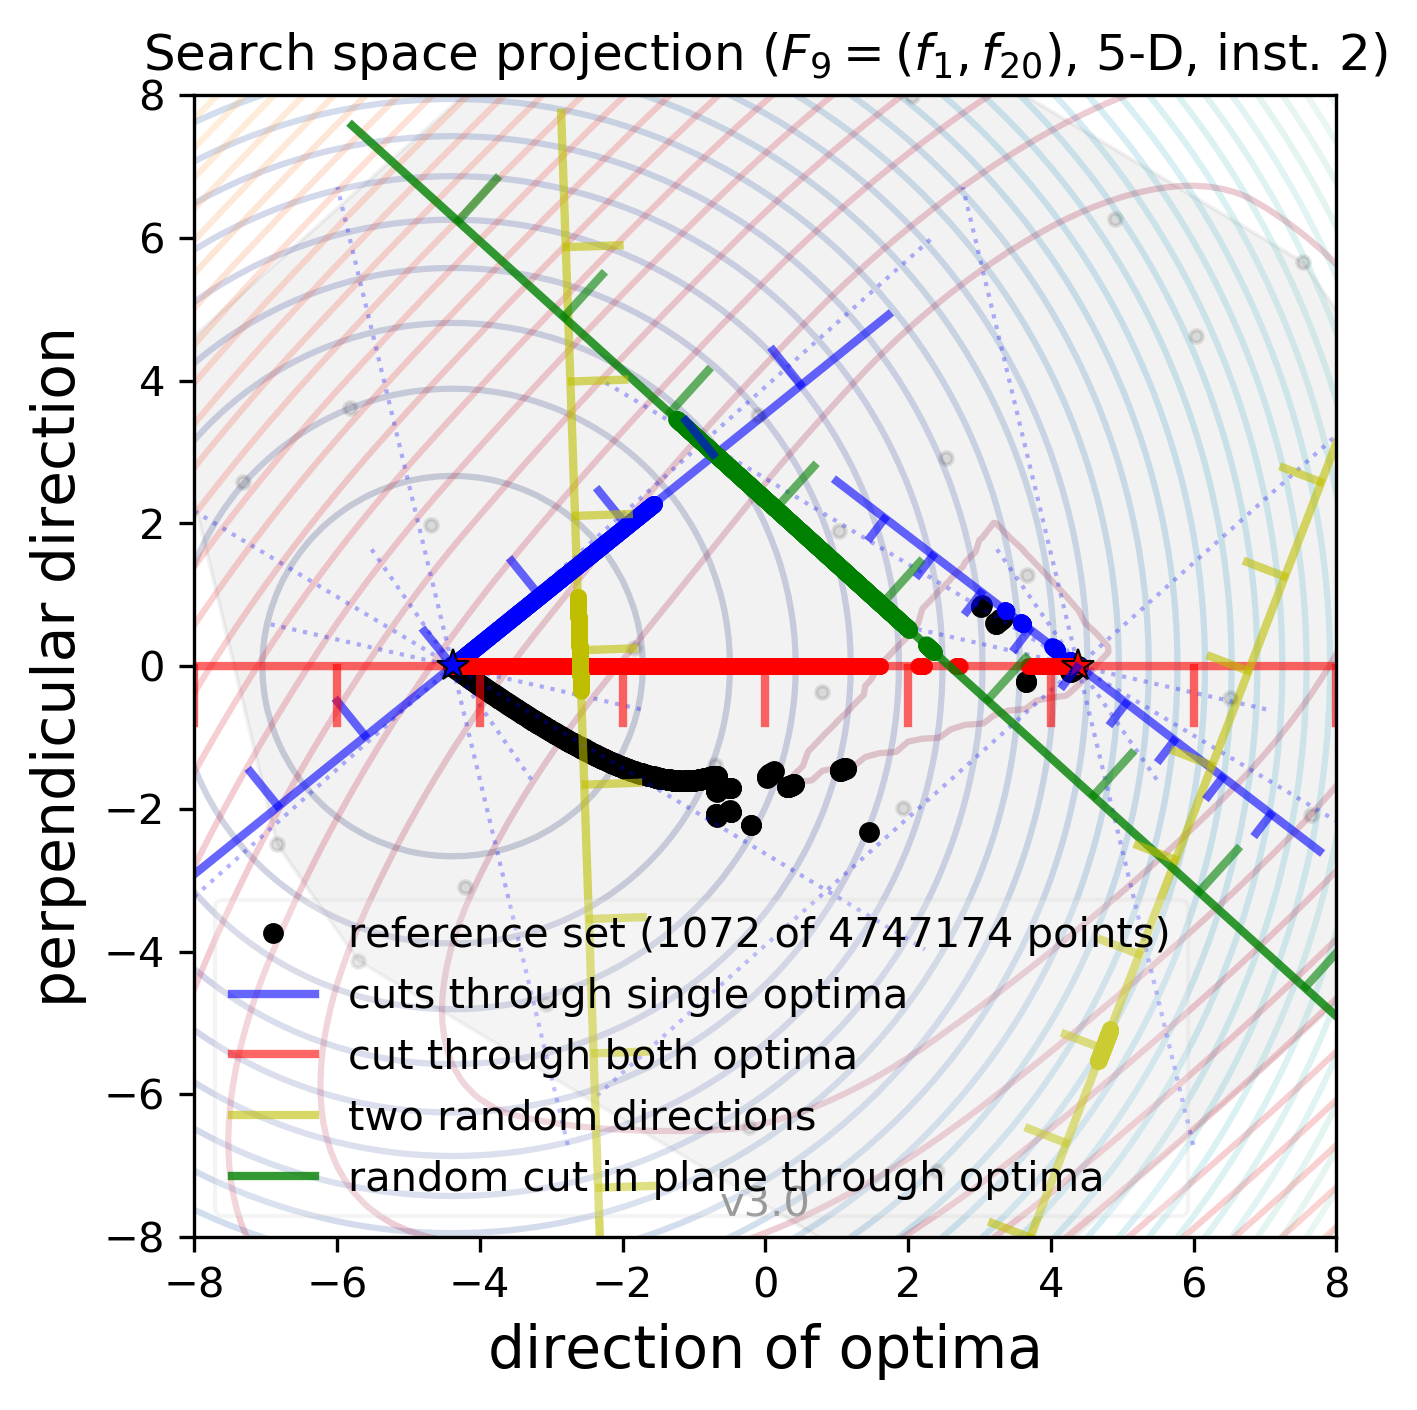 Search space projection (F₉ = (f₁, f₂₀), 5-D, inst. 2)
8
6
4
2
0
−2
−4
−6
−8
perpendicular direction
reference set (1072 of 4747174 points)
cuts through single optima
cut through both optima
two random directions
random cut in plane through optima
v3.0
−8 −6 −4 −2 0 2 4 6 8
direction of optima